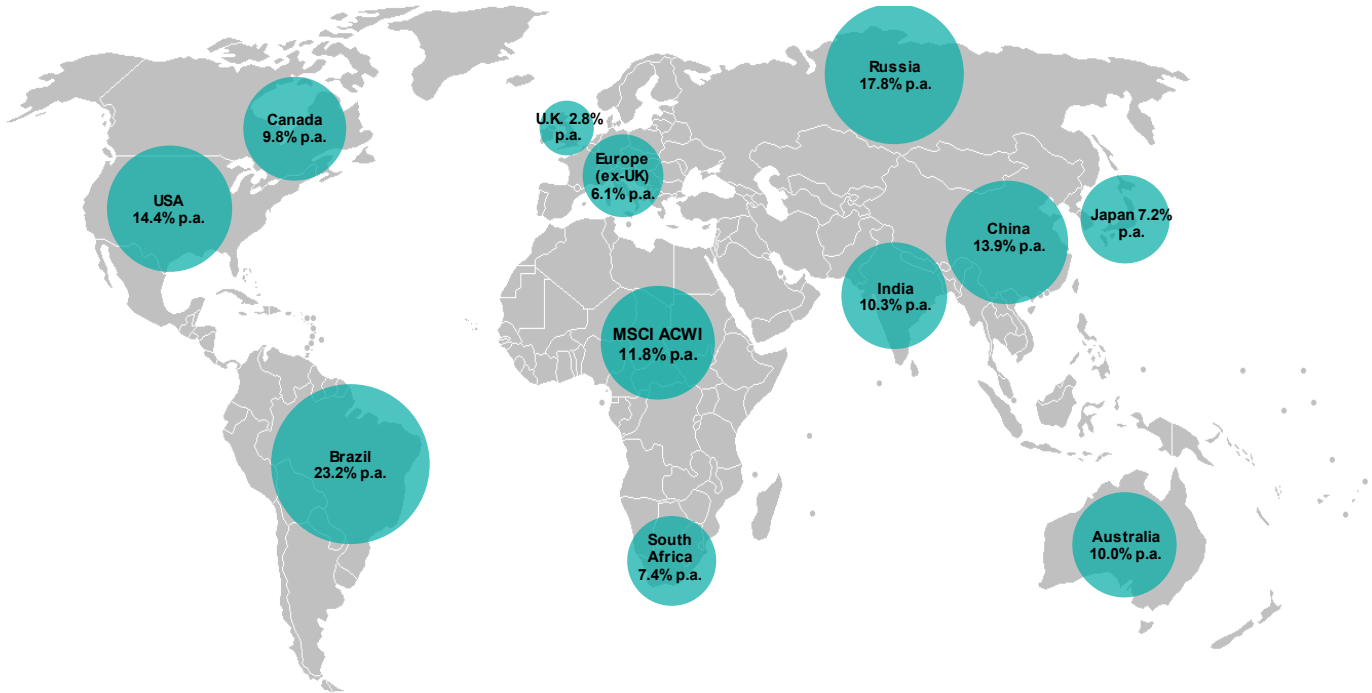 Russia
17.8% p.a.
Canada
9.8% p.a.
U.K. 2.8%
p.a.
Europe
(ex-UK)
6.1% p.a.
USA
14.4% p.a.
Japan 7.2%
p.a.
China
13.9% p.a.
India
10.3% p.a.
MSCI ACWI
11.8% p.a.
Brazil
23.2% p.a.
South
Africa
7.4% p.a.
Australia
10.0% p.a.